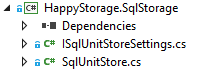 C# HappyStorage.SqlStorage
Dependencies
C# ISqlUnitStoreSettings.cs
C# SqlUnitStore.cs